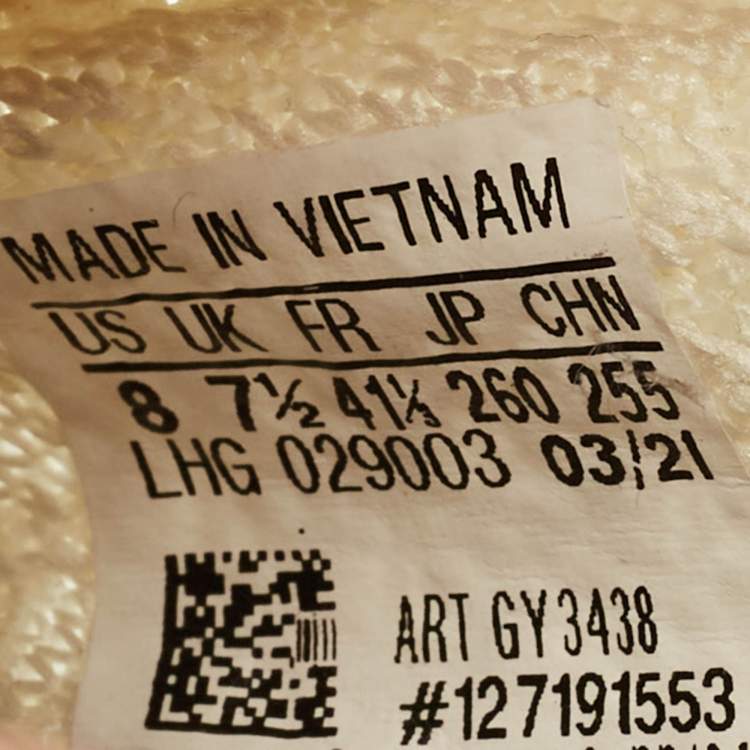 MADE IN VIETNAM
US UK FR JP CHN
8 7½ 41⅓ 260 255
LHG 029003 03/21
ART GY3438
#127191553